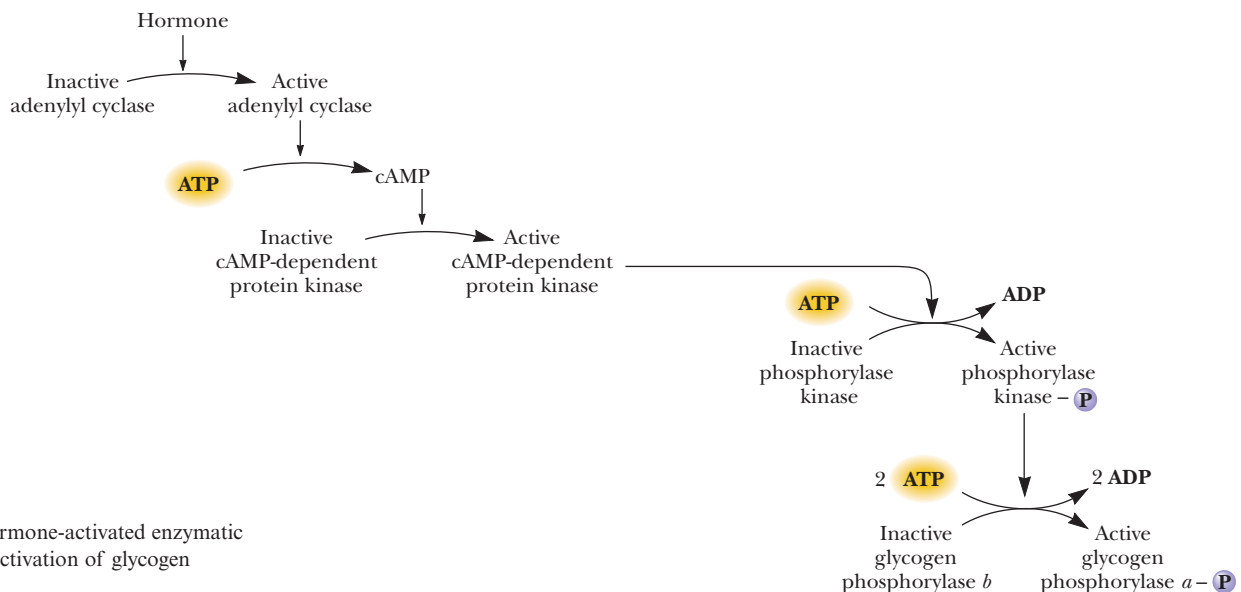 Hormone
Inactive
adenylyl cyclase
Active
adenylyl cyclase
ATP
cAMP
Inactive
cAMP-dependent
protein kinase
Active
cAMP-dependent
protein kinase
ATP
ADP
Inactive
phosphorylase
kinase
Active
phosphorylase
kinase – P
2 ATP
2 ADP
Inactive
glycogen
phosphorylase b
Active
glycogen
phosphorylase a – P
rmone-activated enzymatic
ctivation of glycogen